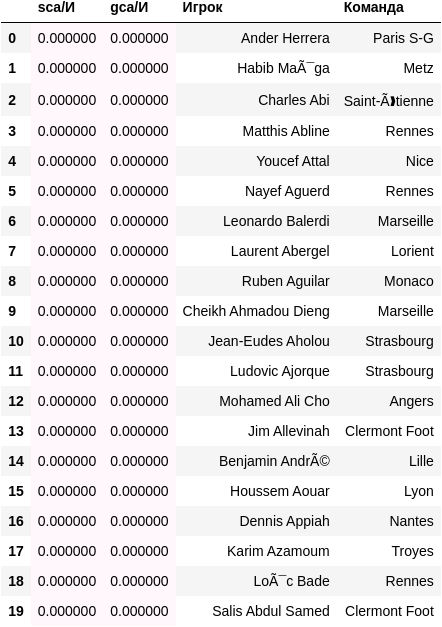 sca/И gca/И Игрок Команда
0 0.000000 0.000000 Ander Herrera Paris S-G
1 0.000000 0.000000 Habib MaÃ¯ga Metz
2 0.000000 0.000000 Charles Abi
3 0.000000 0.000000 Matthis Abline Rennes
4 0.000000 0.000000 Youcef Attal Nice
5 0.000000 0.000000 Nayef Aguerd Rennes
6 0.000000 0.000000 Leonardo Balerdi Marseille
7 0.000000 0.000000 Laurent Abergel Lorient
8 0.000000 0.000000 Ruben Aguilar Monaco
9 0.000000 0.000000 Cheikh Ahmadou Dieng Marseille
10 0.000000 0.000000 Jean-Eudes Aholou Strasbourg
11 0.000000 0.000000 Ludovic Ajorque Strasbourg
12 0.000000 0.000000 Mohamed Ali Cho Angers
13 0.000000 0.000000 Jim Allevinah Clermont Foot
14 0.000000 0.000000 Benjamin AndrÃ© Lille
15 0.000000 0.000000 Houssem Aouar Lyon
16 0.000000 0.000000 Dennis Appiah Nantes
17 0.000000 0.000000 Karim Azamoum Troyes
18 0.000000 0.000000 LoÃ¯c Bade Rennes
19 0.000000 0.000000 Salis Abdul Samed Clermont Foot